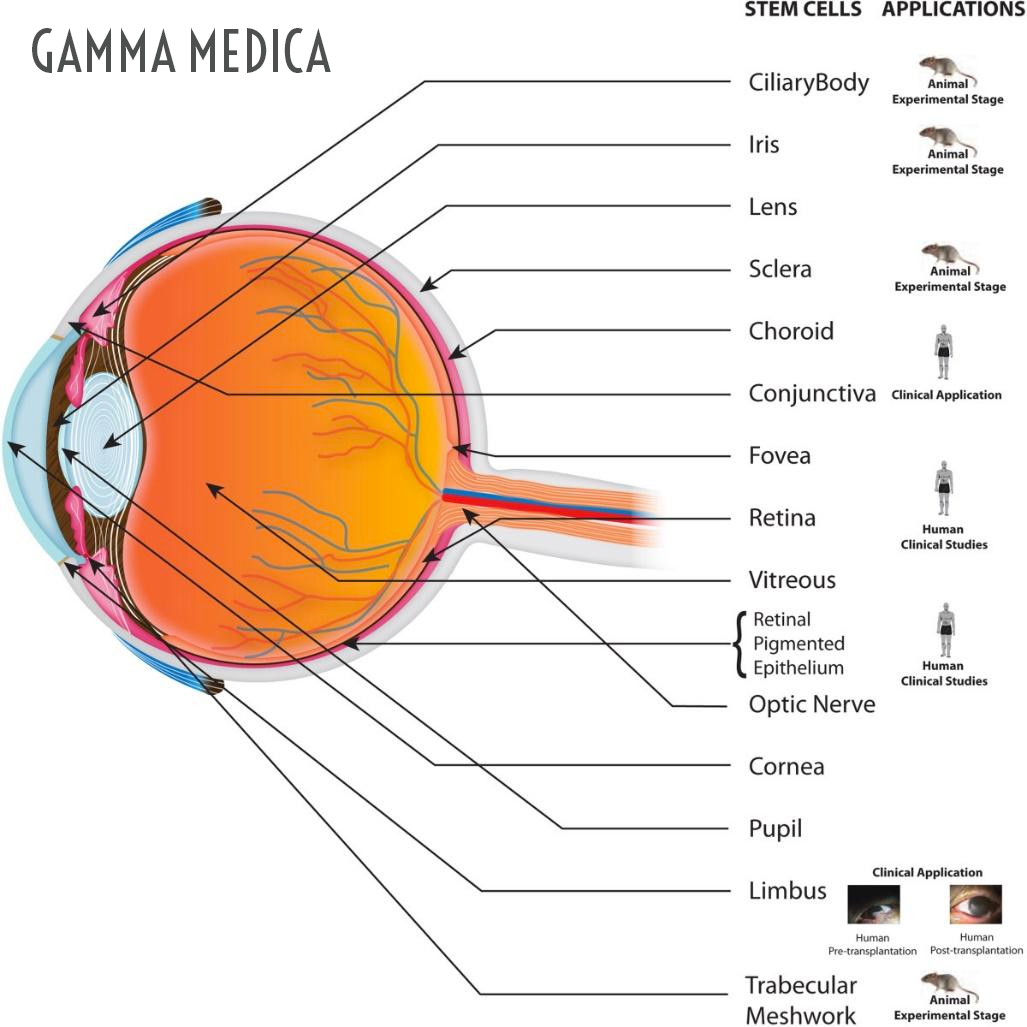 STEM CELLS APPLICATIONS
GAMMA MEDICA
CiliaryBody
Animal
Experimental Stage
Iris
Animal
Experimental Stage
Lens
Sclera
Animal
Experimental Stage
Choroid
Conjunctiva
Clinical Application
Fovea
Retina
Human
Clinical Studies
Vitreous
Retinal
Pigmented
Epithelium
Human
Clinical Studies
Optic Nerve
Cornea
Pupil
Limbus
Clinical Application
Human
Pre-transplantation
Human
Post-transplantation
Trabecular
Meshwork
Animal
Experimental Stage